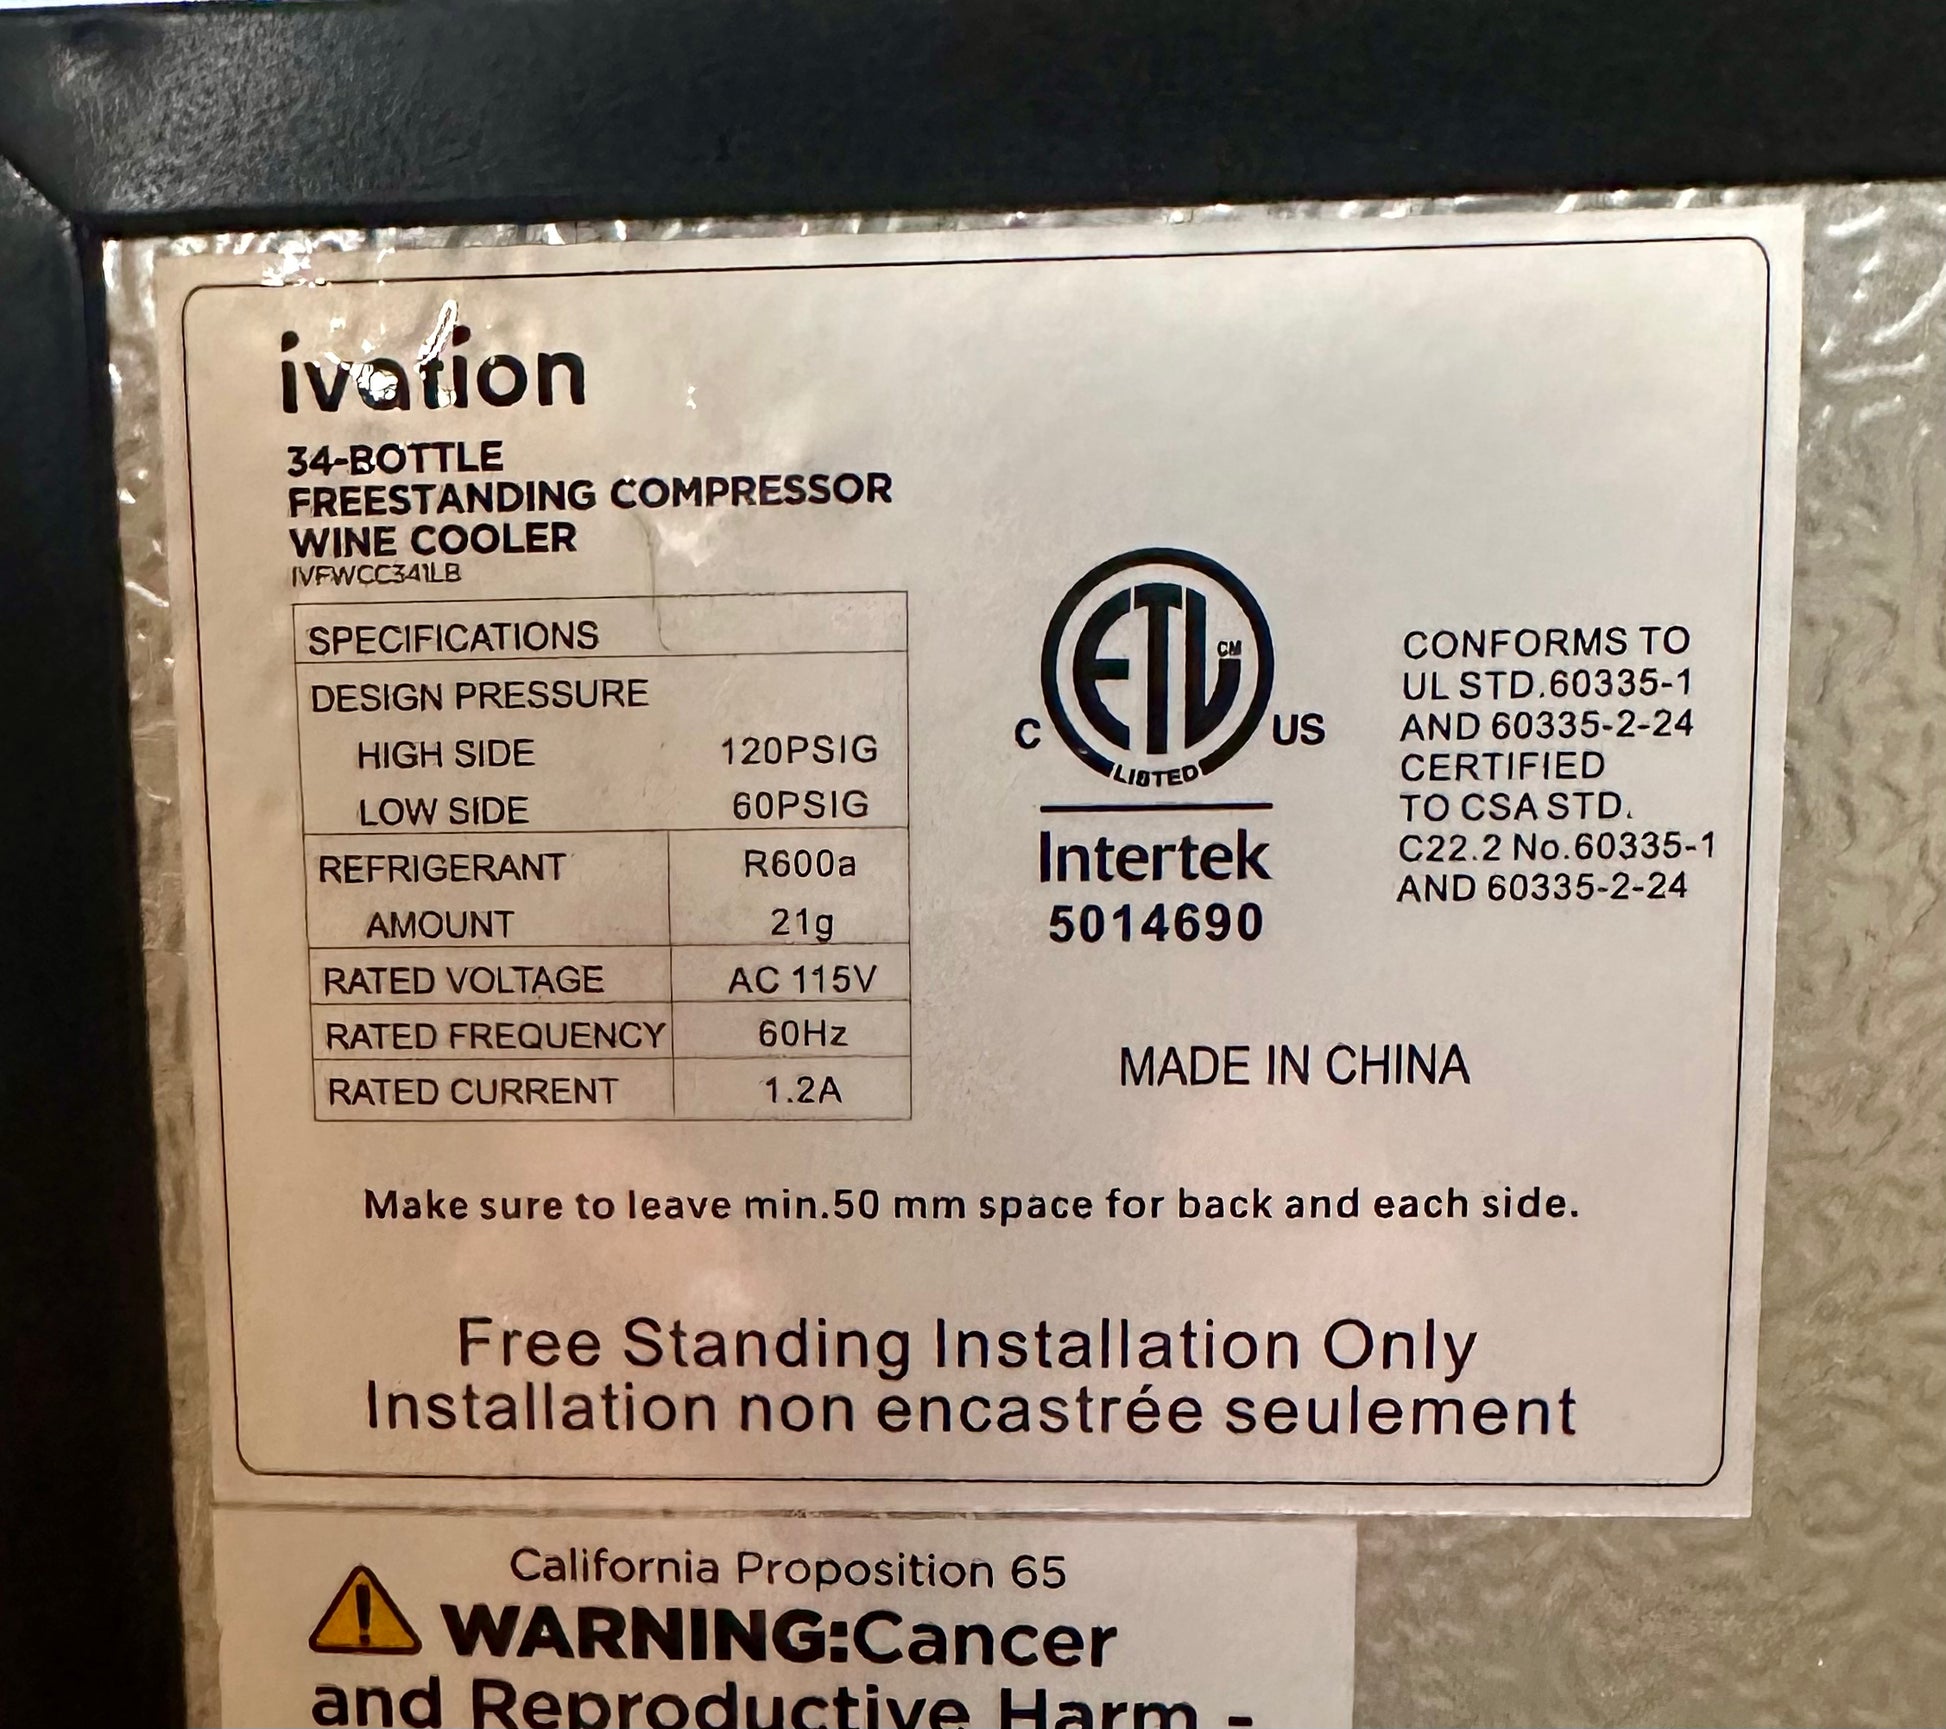 ivation
34-BOTTLE
FREESTANDING COMPRESSOR
WINE COOLER
IVFWCC341LB
SPECIFICATIONS
DESIGN PRESSURE
HIGH SIDE 120PSIG
LOW SIDE 60PSIG
REFRIGERANT R600a
AMOUNT 21g
RATED VOLTAGE AC 115V
RATED FREQUENCY 60Hz
RATED CURRENT 1.2A
ETL CM
C US
LISTED
Intertek
5014690
CONFORMS TO
UL STD.60335-1
AND 60335-2-24
CERTIFIED
TO CSA STD.
C22.2 No.60335-1
AND 60335-2-24
MADE IN CHINA
Make sure to leave min.50 mm space for back and each side.
Free Standing Installation Only
Installation non encastrée seulement
California Proposition 65
WARNING:Cancer
and Reproductive Harm -